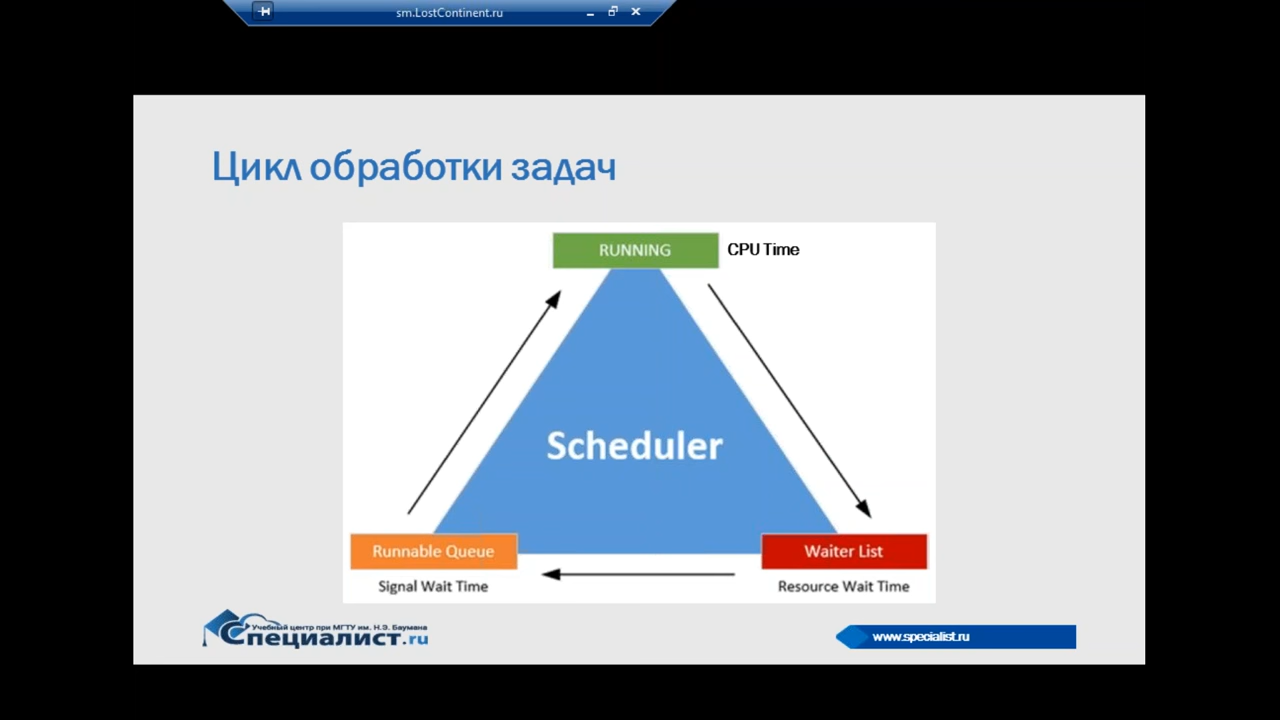 sm.LostContinent.ru
Цикл обработки задач
RUNNING
CPU Time
Scheduler
Runnable Queue
Waiter List
Signal Wait Time
Resource Wait Time
Учебный центр при МГТУ им. Н.Э. Баумана
Специалист.ru
www.specialist.ru